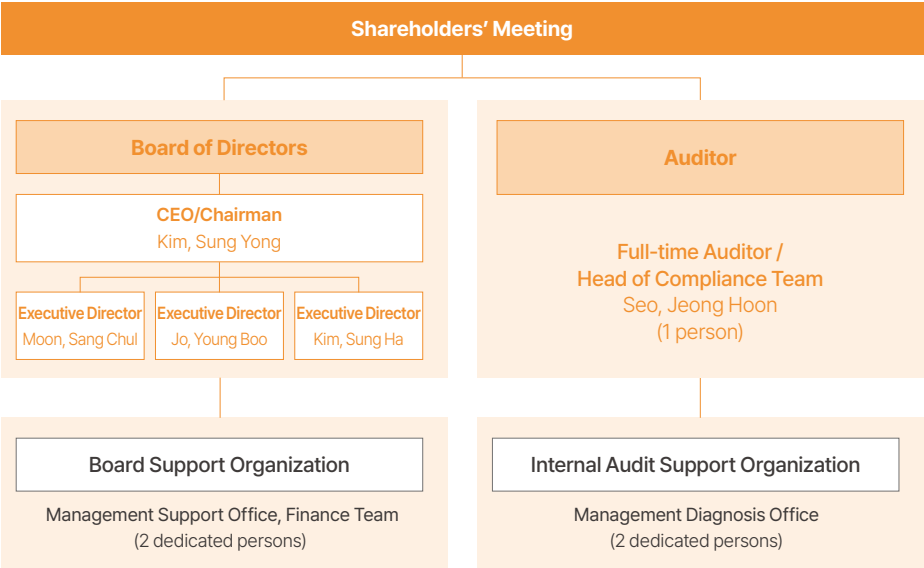 Shareholders’ Meeting
Board of Directors
CEO/Chairman
Kim, Sung Yong
Executive Director
Moon, Sang Chul
Executive Director
Jo, Young Boo
Executive Director
Kim, Sung Ha
Board Support Organization
Management Support Office, Finance Team
(2 dedicated persons)
Auditor
Full-time Auditor /
Head of Compliance Team
Seo, Jeong Hoon
(1 person)
Internal Audit Support Organization
Management Diagnosis Office
(2 dedicated persons)